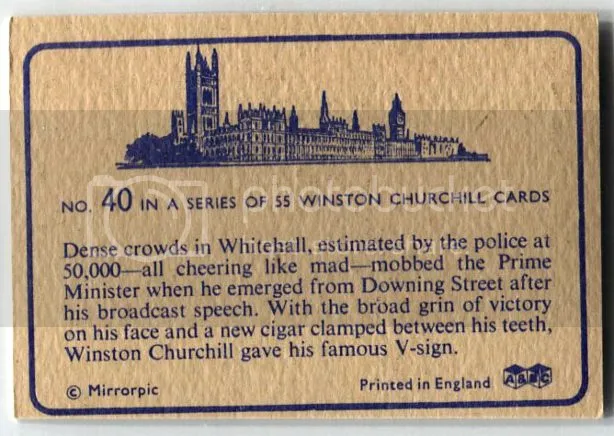 NO. 40 IN A SERIES OF 55 WINSTON CHURCHILL CARDS
Dense crowds in Whitehall, estimated by the police at
50,000—all cheering like mad—mobbed the Prime
Minister when he emerged from Downing Street after
his broadcast speech. With the broad grin of victory
on his face and a new cigar clamped between his teeth,
Winston Churchill gave his famous V-sign.
© Mirrorpic
Printed in England A&BC
photobucket